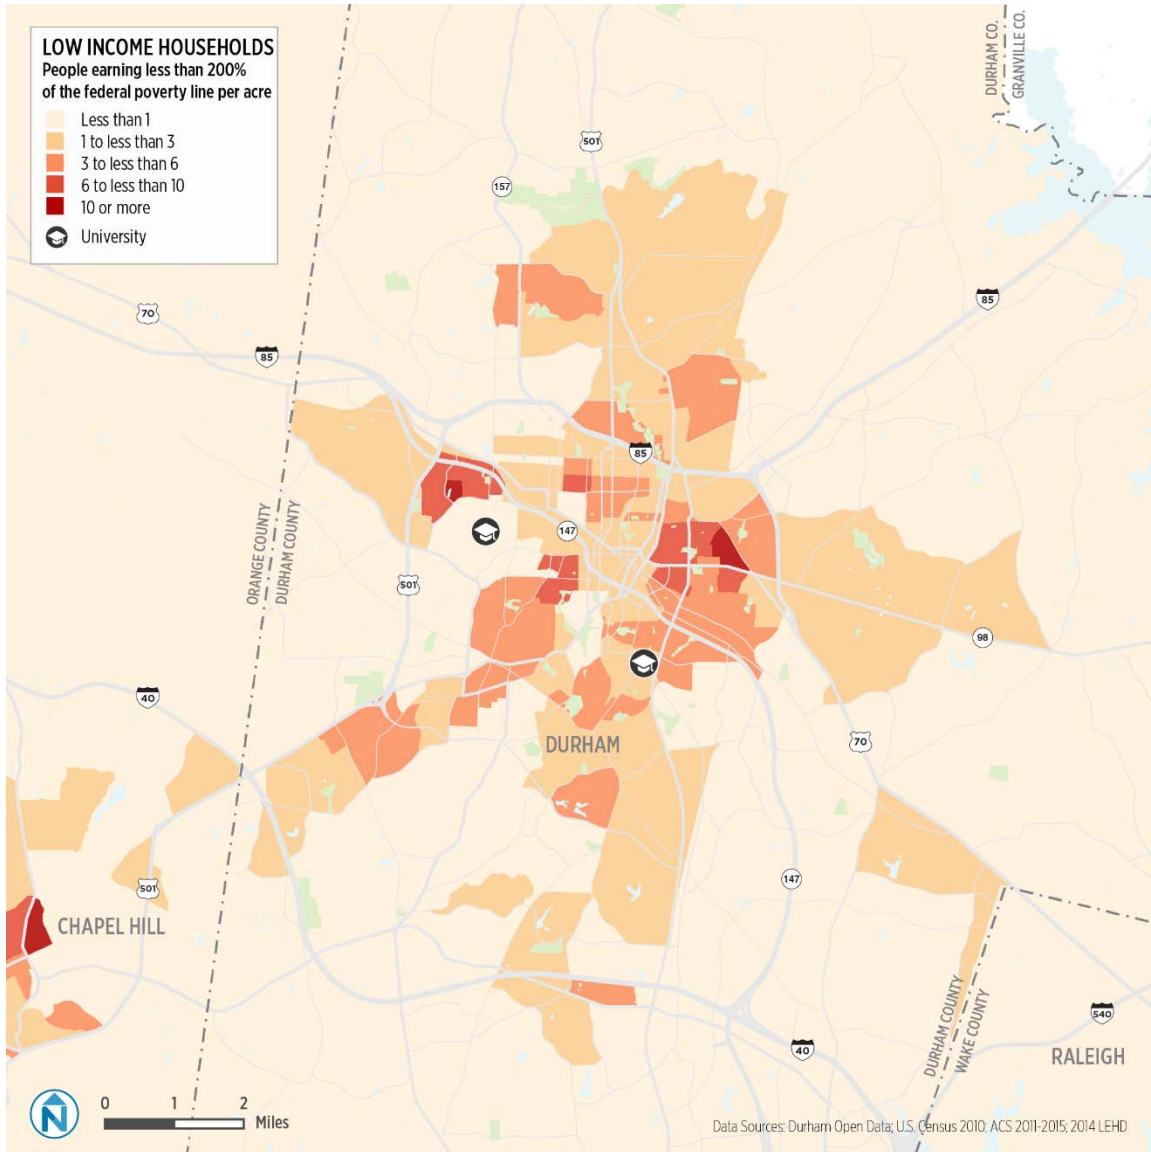 LOW INCOME HOUSEHOLDS
People earning less than 200%
of the federal poverty line per acre
Less than 1
1 to less than 3
3 to less than 6
6 to less than 10
10 or more
University
DURHAM CO.
GRANVILLE CO.
501
157
85
70
85
85
147
ORANGE COUNTY
DURHAM COUNTY
501
98
40
DURHAM
70
501
147
CHAPEL HILL
DURHAM COUNTY
WAKE COUNTY
540
40
RALEIGH
N
0 1 2
Miles
Data Sources: Durham Open Data; U.S. Census 2010; ACS 2011-2015; 2014 LEHD